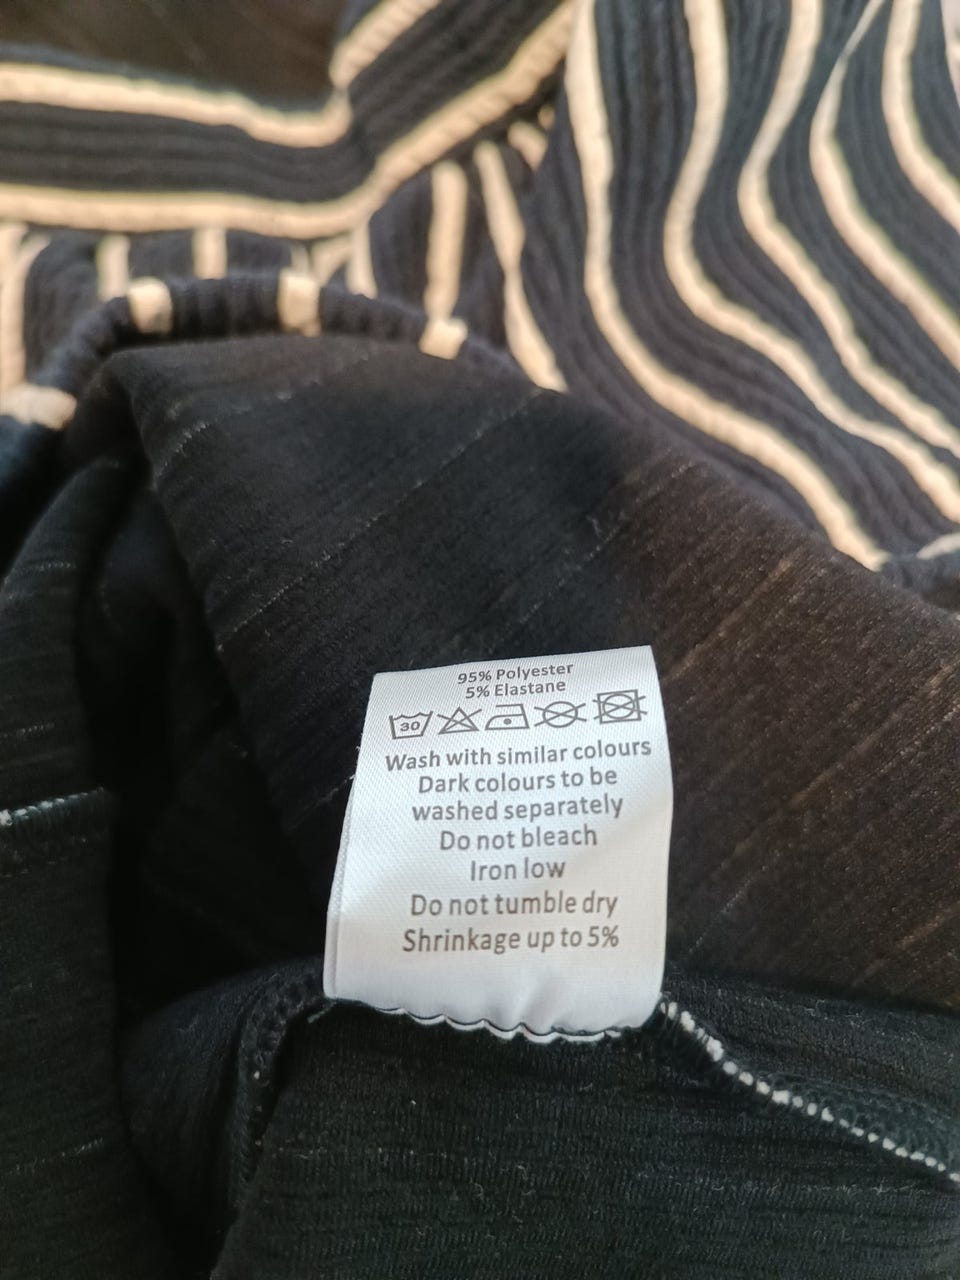 95% Polyester
5% Elastane
30
Wash with similar colours
Dark colours to be
washed separately
Do not bleach
Iron low
Do not tumble dry
Shrinkage up to 5%